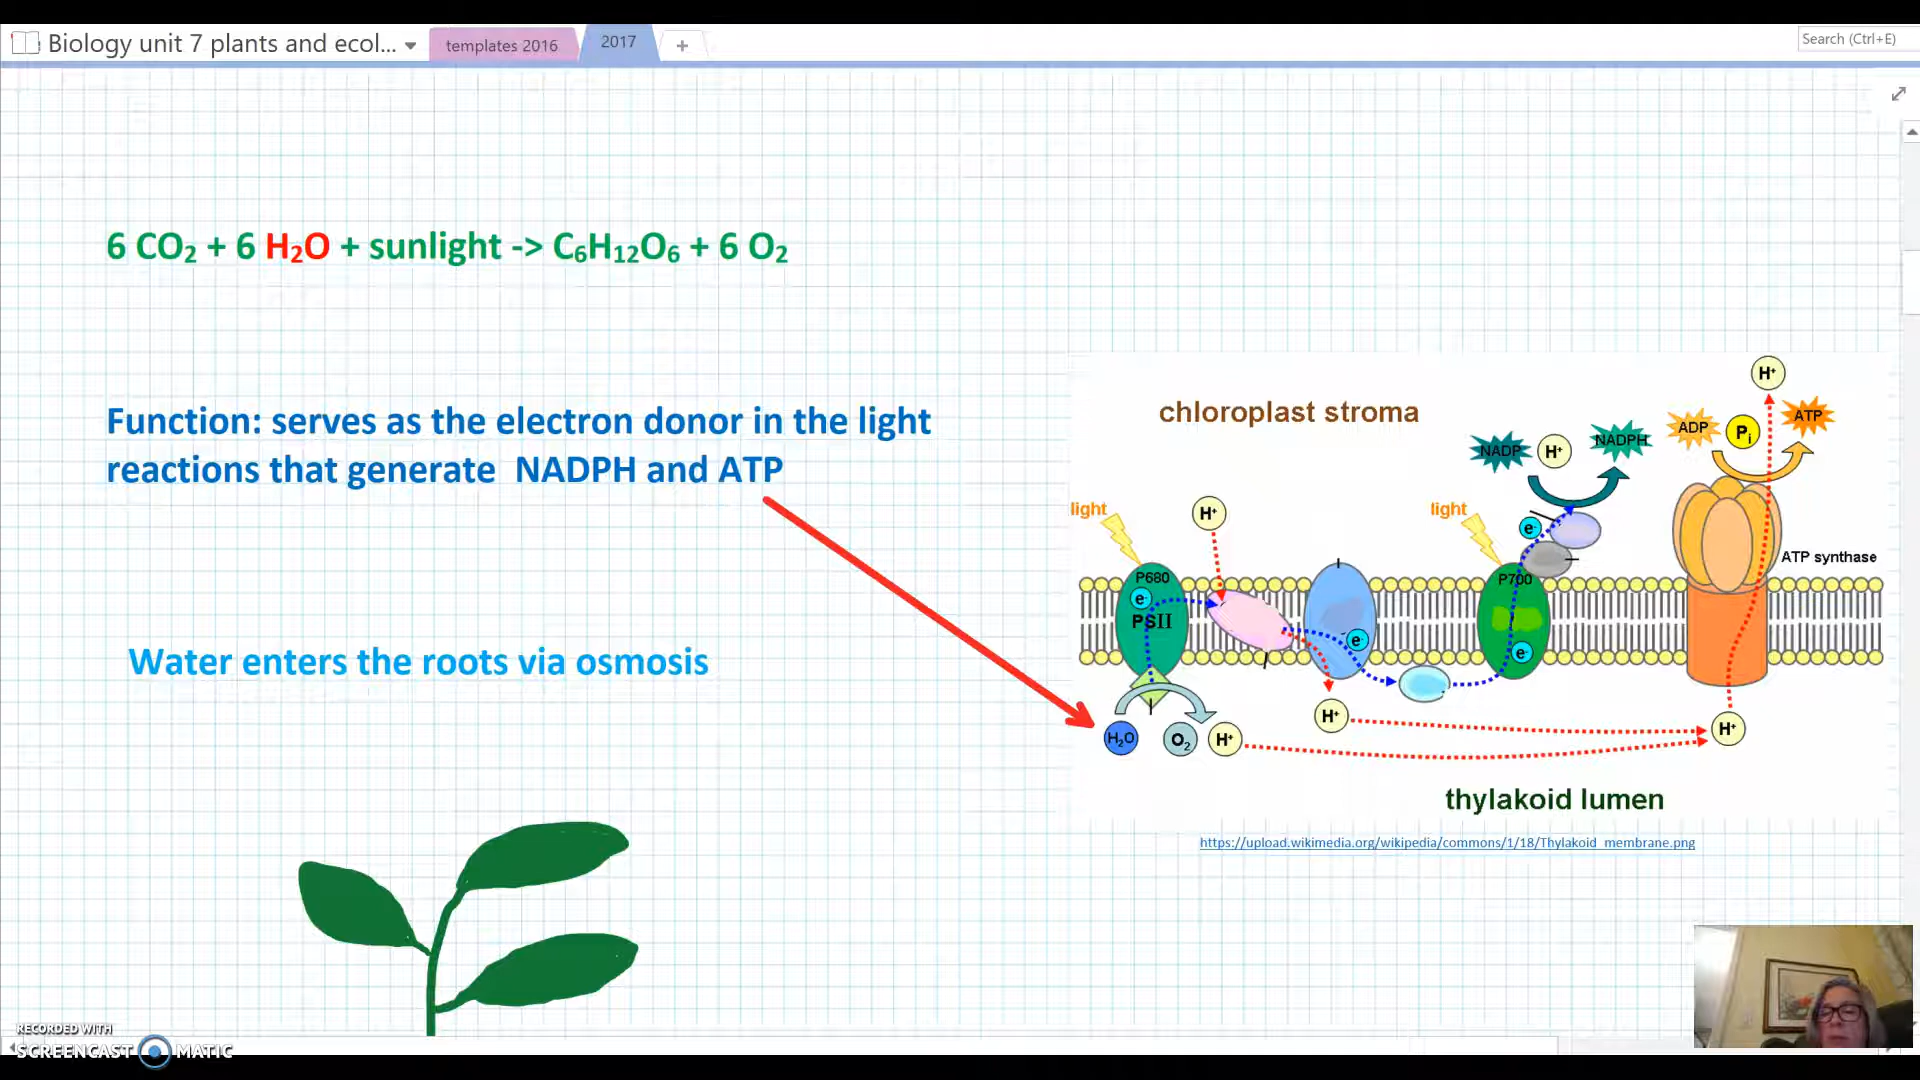 Biology unit 7 plants and ecol...
templates 2016
2017
+
Search (Ctrl+E)
6 CO₂ + 6 H₂O + sunlight -> C₆H₁₂O₆ + 6 O₂
Function: serves as the electron donor in the light
reactions that generate NADPH and ATP
Water enters the roots via osmosis
chloroplast stroma
H⁺
NADP
H⁺
NADPH
ADP
Pᵢ
ATP
light
H⁺
light
e⁻
ATP synthase
P680
e⁻
PSII
P700
e⁻
e⁻
H₂O
O₂
H⁺
H⁺
H⁺
thylakoid lumen
https://upload.wikimedia.org/wikipedia/commons/1/18/Thylakoid_membrane.png
RECORDED WITH
SCREENCAST MATIC